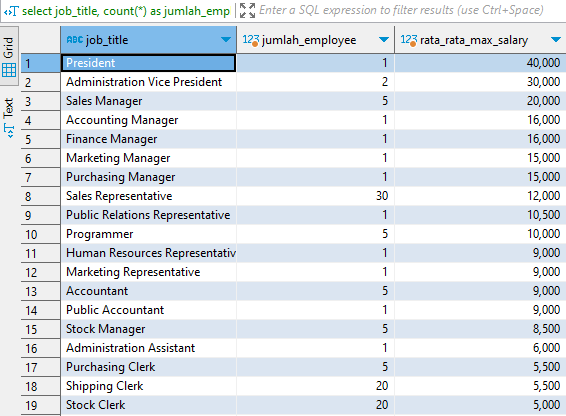 select job_title, count(*) as jumlah_emp Enter a SQL expression to filter results (use Ctrl+Space)
Grid
Text
ABC job_title jumlah_employee rata_rata_max_salary
1 President 1 40,000
2 Administration Vice President 2 30,000
3 Sales Manager 5 20,000
4 Accounting Manager 1 16,000
5 Finance Manager 1 16,000
6 Marketing Manager 1 15,000
7 Purchasing Manager 1 15,000
8 Sales Representative 30 12,000
9 Public Relations Representative 1 10,500
10 Programmer 5 10,000
11 Human Resources Representativ 1 9,000
12 Marketing Representative 1 9,000
13 Accountant 5 9,000
14 Public Accountant 1 9,000
15 Stock Manager 5 8,500
16 Administration Assistant 1 6,000
17 Purchasing Clerk 5 5,500
18 Shipping Clerk 20 5,500
19 Stock Clerk 20 5,000